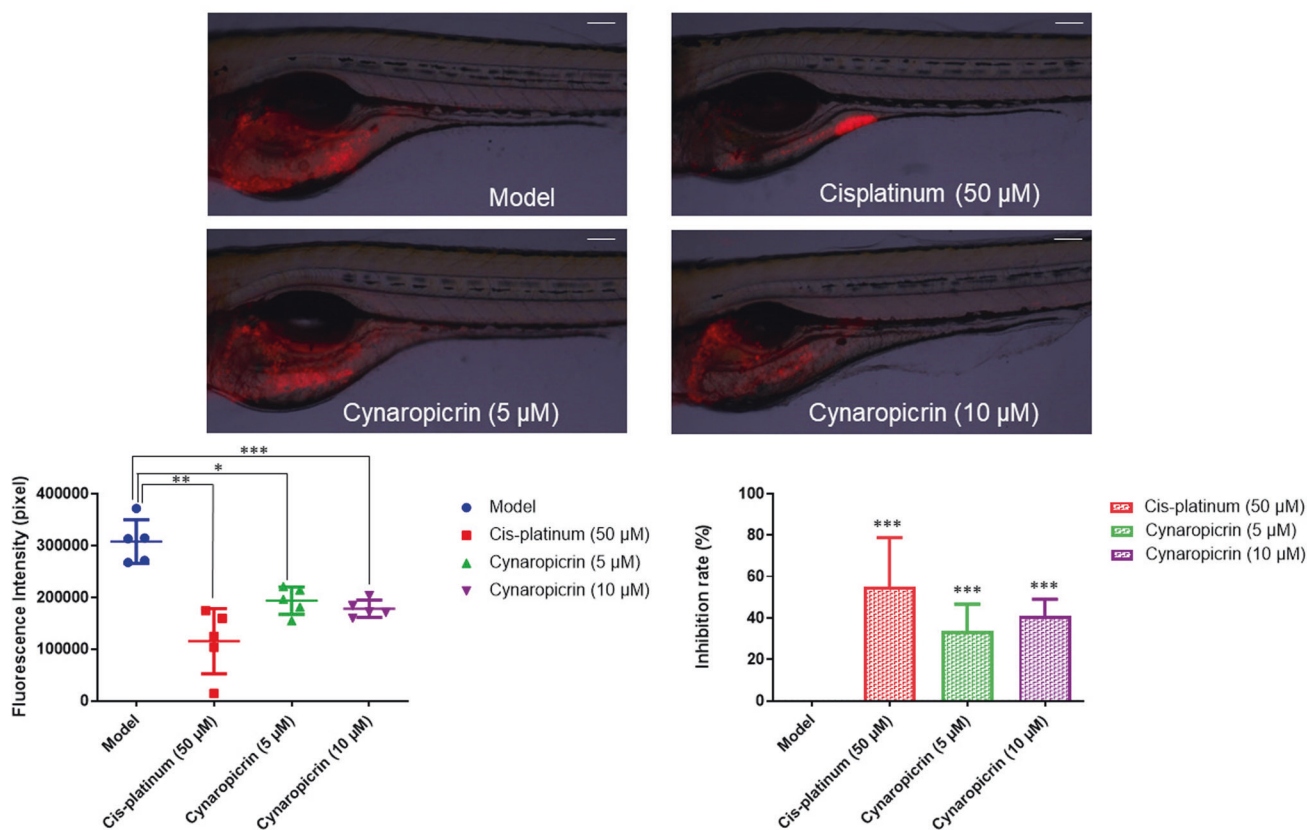 Model
Cisplatinum (50 µM)
Cynaropicrin (5 µM)
Cynaropicrin (10 µM)
***
*
**
Fluorescence Intensity (pixel)
400000
300000
200000
100000
0
Model
Cis-platinum (50 µM)
Cynaropicrin (5 µM)
Cynaropicrin (10 µM)
Model
Cis-platinum (50 µM)
Cynaropicrin (5 µM)
Cynaropicrin (10 µM)
Inhibition rate (%)
100
80
60
40
20
0
***
***
***
Model
Cis-platinum (50 µM)
Cynaropicrin (5 µM)
Cynaropicrin (10 µM)
Cis-platinum (50 µM)
Cynaropicrin (5 µM)
Cynaropicrin (10 µM)